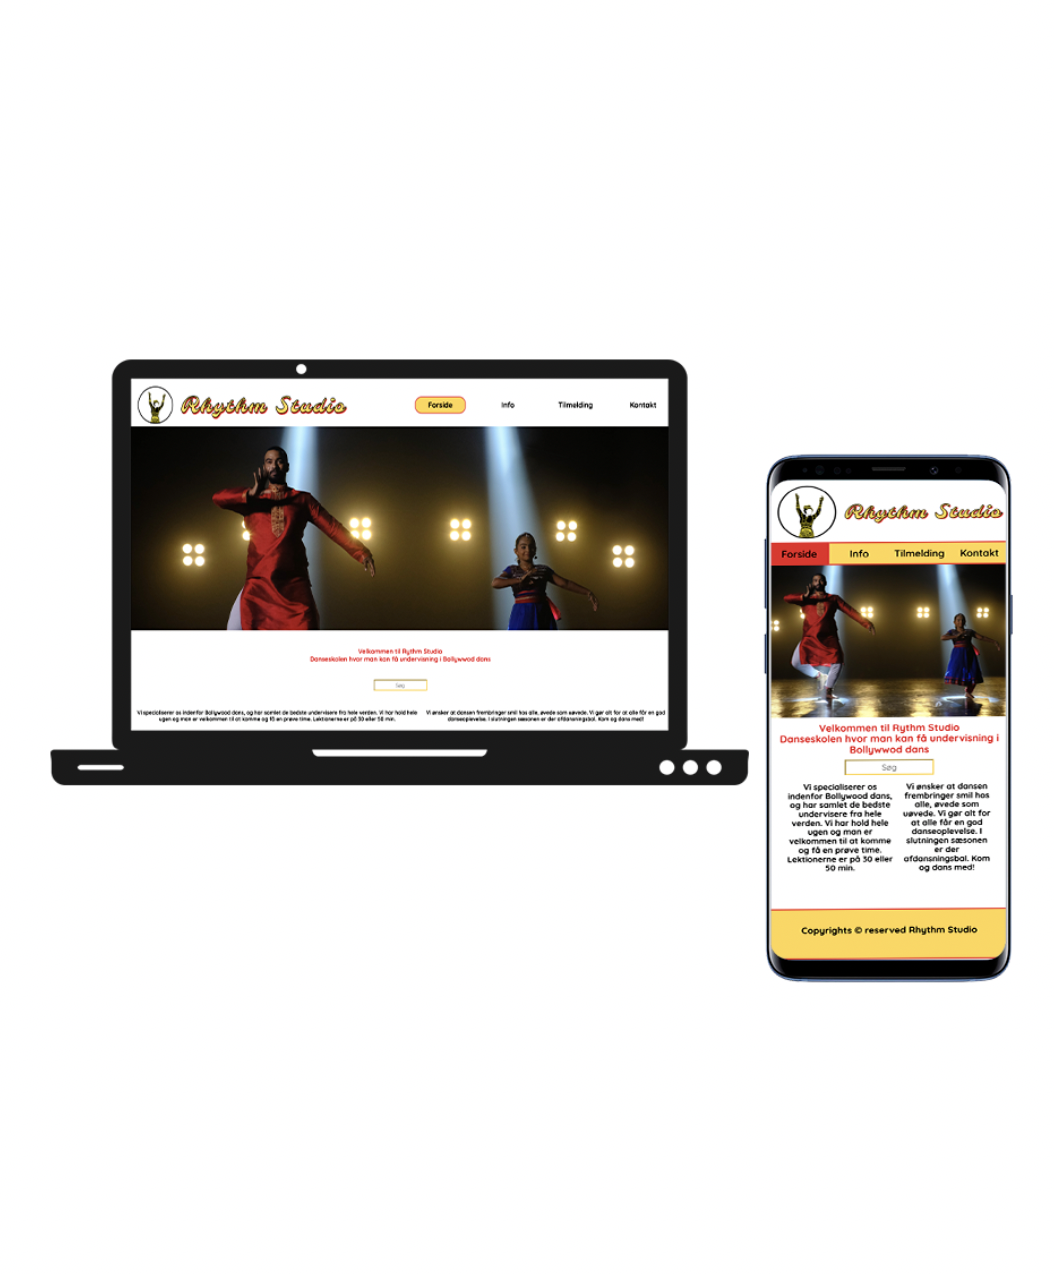 Rhythm Studio
Forside Info Tilmelding Kontakt
Velkommen til Rythm Studio
Danseskolen hvor man kan få undervisning i Bollywwod dans
Søg
Vi specialiserer os indenfor Bollywood dans, og har samlet de bedste undervisere fra hele verden. Vi har hold hele
ugen og man er velkommen til at komme og få en prøve time. Lektionerne er på 30 eller 50 min.
Vi ønsker at dansen frembringer smil hos alle, øvede som uøvede. Vi gør alt for at alle får en god
danseoplevelse. I slutningen sæsonen er der afdansningsbal. Kom og dans med!
Rhythm Studio
Forside Info Tilmelding Kontakt
Velkommen til Rythm Studio
Danseskolen hvor man kan få undervisning i
Bollywwod dans
Søg
Vi specialiserer os
indenfor Bollywood dans,
og har samlet de bedste
undervisere fra hele
verden. Vi har hold hele
ugen og man er
velkommen til at komme
og få en prøve time.
Lektionerne er på 30 eller
50 min.
Vi ønsker at dansen
frembringer smil hos
alle, øvede som
uøvede. Vi gør alt for
at alle får en god
danseoplevelse. I
slutningen sæsonen
er der
afdansningsbal. Kom
og dans med!
Copyrights © reserved Rhythm Studio